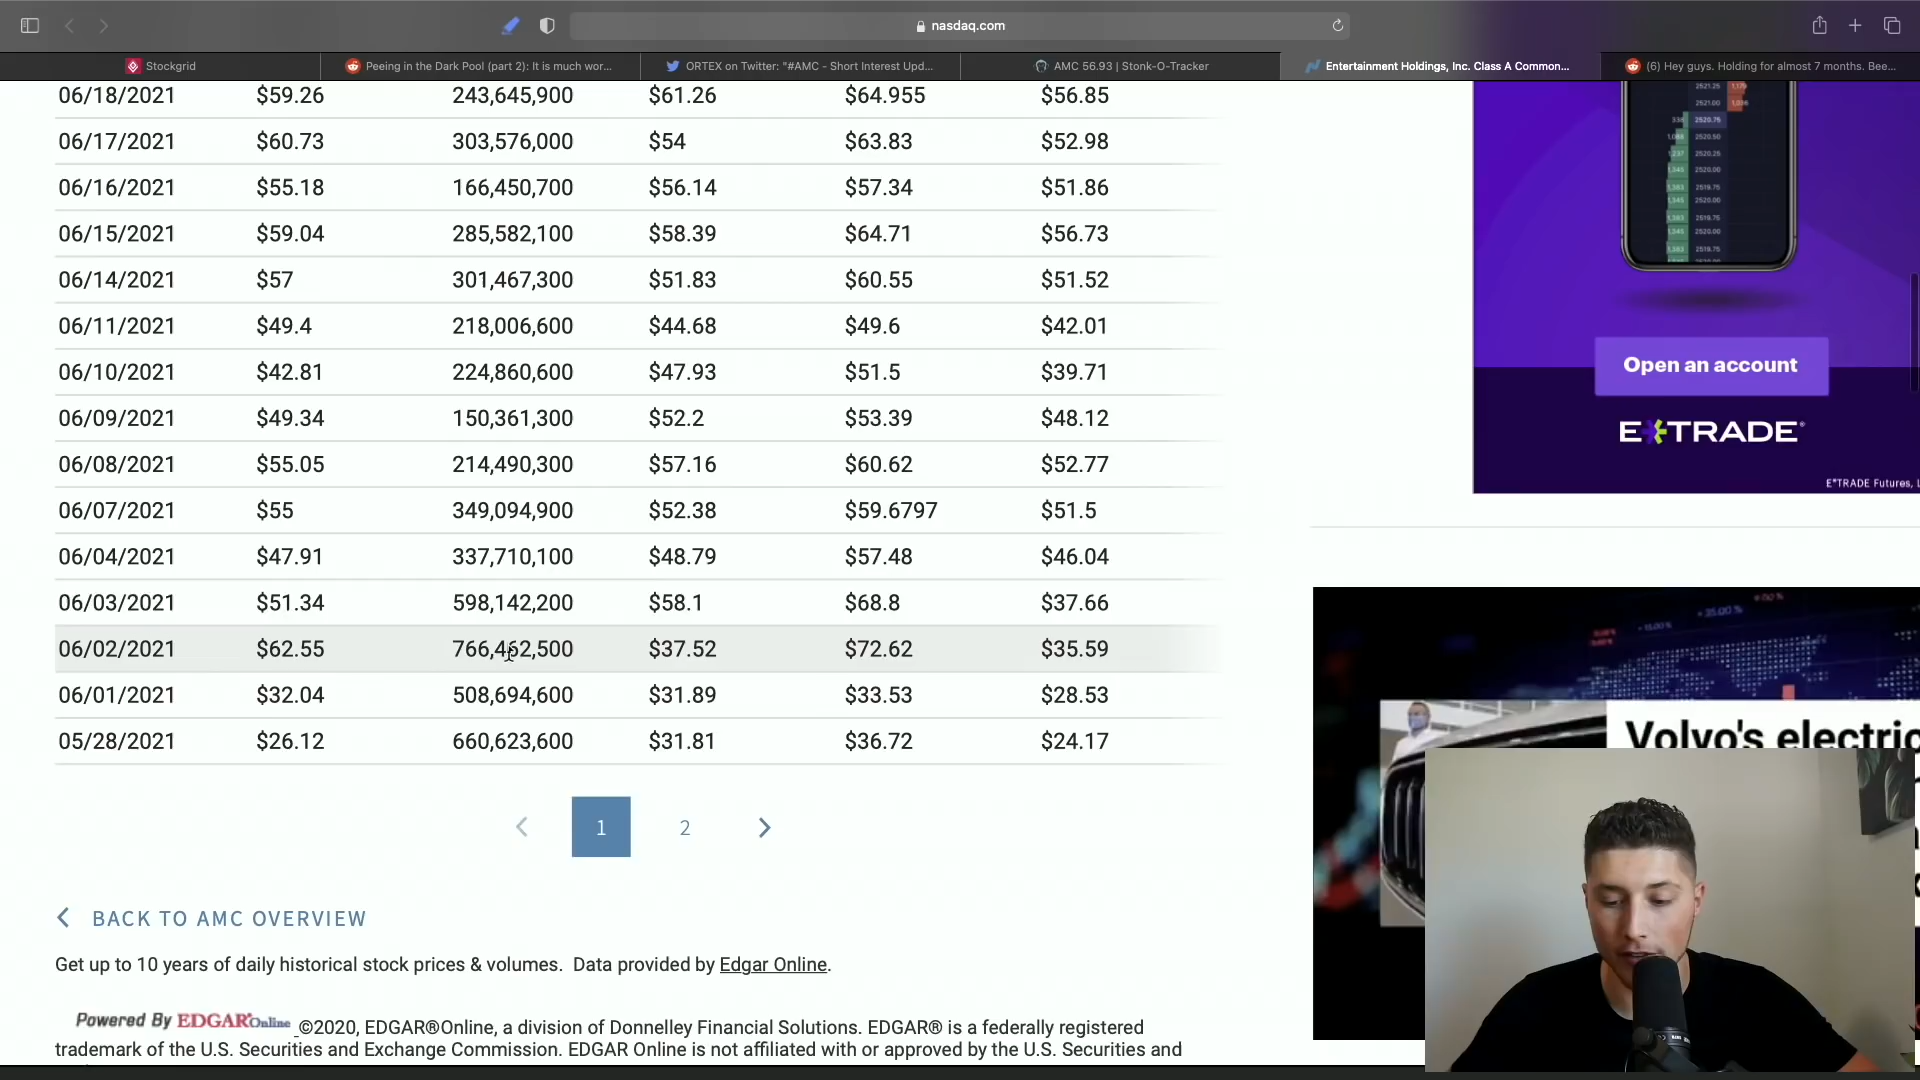 nasdaq.com
Stockgrid
Peeing in the Dark Pool (part 2): It is much wor...
ORTEX on Twitter: "#AMC - Short Interest Upd...
AMC 56.93 | Stonk-O-Tracker
Entertainment Holdings, Inc. Class A Common...
(6) Hey guys. Holding for almost 7 months. Bee...
06/18/2021 $59.26 243,645,900 $61.26 $64.955 $56.85
06/17/2021 $60.73 303,576,000 $54 $63.83 $52.98
06/16/2021 $55.18 166,450,700 $56.14 $57.34 $51.86
06/15/2021 $59.04 285,582,100 $58.39 $64.71 $56.73
06/14/2021 $57 301,467,300 $51.83 $60.55 $51.52
06/11/2021 $49.4 218,006,600 $44.68 $49.6 $42.01
06/10/2021 $42.81 224,860,600 $47.93 $51.5 $39.71
06/09/2021 $49.34 150,361,300 $52.2 $53.39 $48.12
06/08/2021 $55.05 214,490,300 $57.16 $60.62 $52.77
06/07/2021 $55 349,094,900 $52.38 $59.6797 $51.5
06/04/2021 $47.91 337,710,100 $48.79 $57.48 $46.04
06/03/2021 $51.34 598,142,200 $58.1 $68.8 $37.66
06/02/2021 $62.55 766,462,500 $37.52 $72.62 $35.59
06/01/2021 $32.04 508,694,600 $31.89 $33.53 $28.53
05/28/2021 $26.12 660,623,600 $31.81 $36.72 $24.17
1 2
BACK TO AMC OVERVIEW
Get up to 10 years of daily historical stock prices & volumes. Data provided by Edgar Online.
Powered By EDGAR Online ©2020, EDGAR®Online, a division of Donnelley Financial Solutions. EDGAR® is a federally registered
trademark of the U.S. Securities and Exchange Commission. EDGAR Online is not affiliated with or approved by the U.S. Securities and
Open an account
E*TRADE®
E*TRADE Futures, L
Volvo's electric